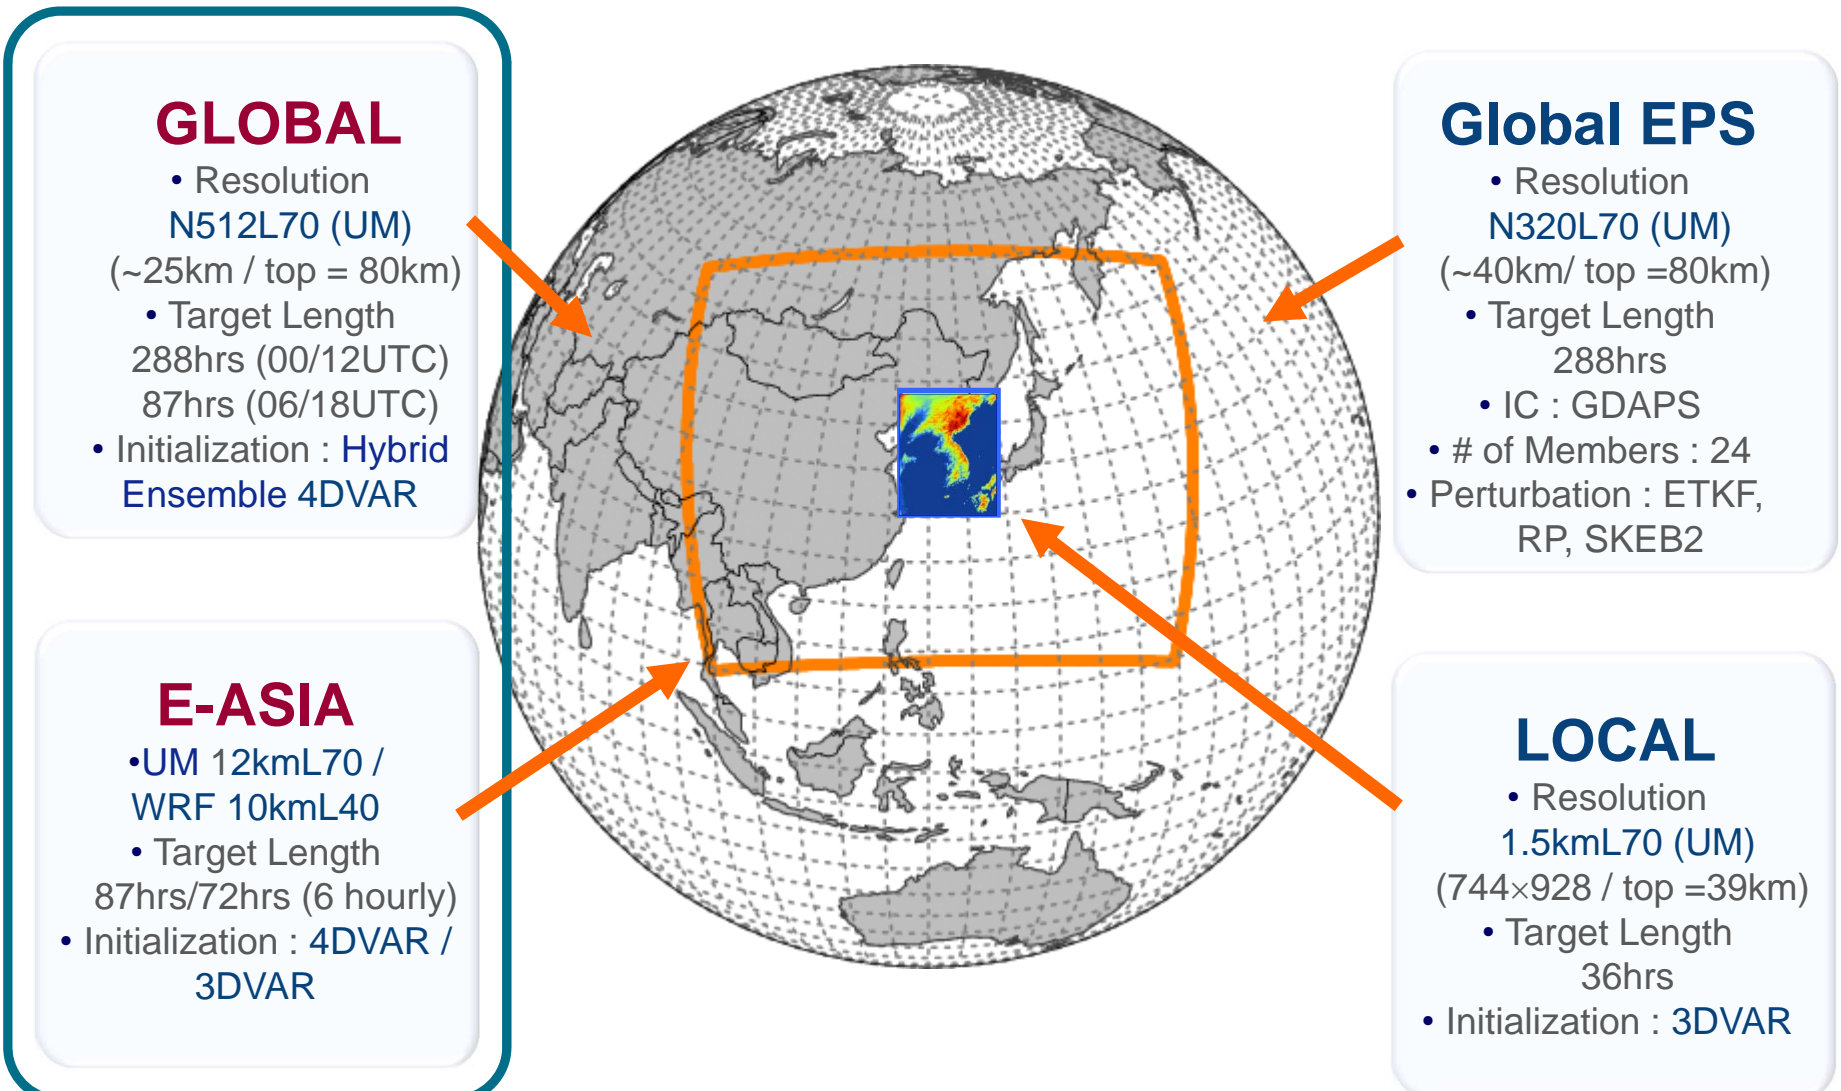 GLOBAL
• Resolution
N512L70 (UM)
(~25km / top = 80km)
• Target Length
288hrs (00/12UTC)
87hrs (06/18UTC)
• Initialization : Hybrid
Ensemble 4DVAR
E-ASIA
•UM 12kmL70 /
WRF 10kmL40
• Target Length
87hrs/72hrs (6 hourly)
• Initialization : 4DVAR /
3DVAR
Global EPS
• Resolution
N320L70 (UM)
(~40km/ top =80km)
• Target Length
288hrs
• IC : GDAPS
• # of Members : 24
• Perturbation : ETKF,
RP, SKEB2
LOCAL
• Resolution
1.5kmL70 (UM)
(744×928 / top =39km)
• Target Length
36hrs
• Initialization : 3DVAR